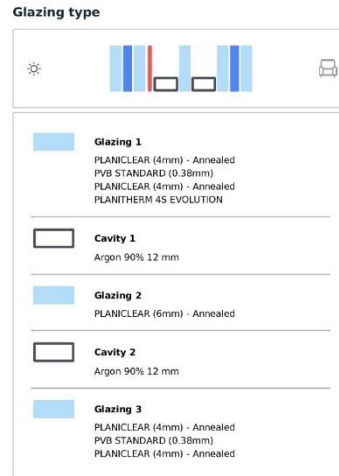 Glazing type
Glazing 1
PLANICLEAR (4mm) - Annealed
PVB STANDARD (0.38mm)
PLANICLEAR (4mm) - Annealed
PLANITHERM 4S EVOLUTION
Cavity 1
Argon 90% 12 mm
Glazing 2
PLANICLEAR (6mm) - Annealed
Cavity 2
Argon 90% 12 mm
Glazing 3
PLANICLEAR (4mm) - Annealed
PVB STANDARD (0.38mm)
PLANICLEAR (4mm) - Annealed